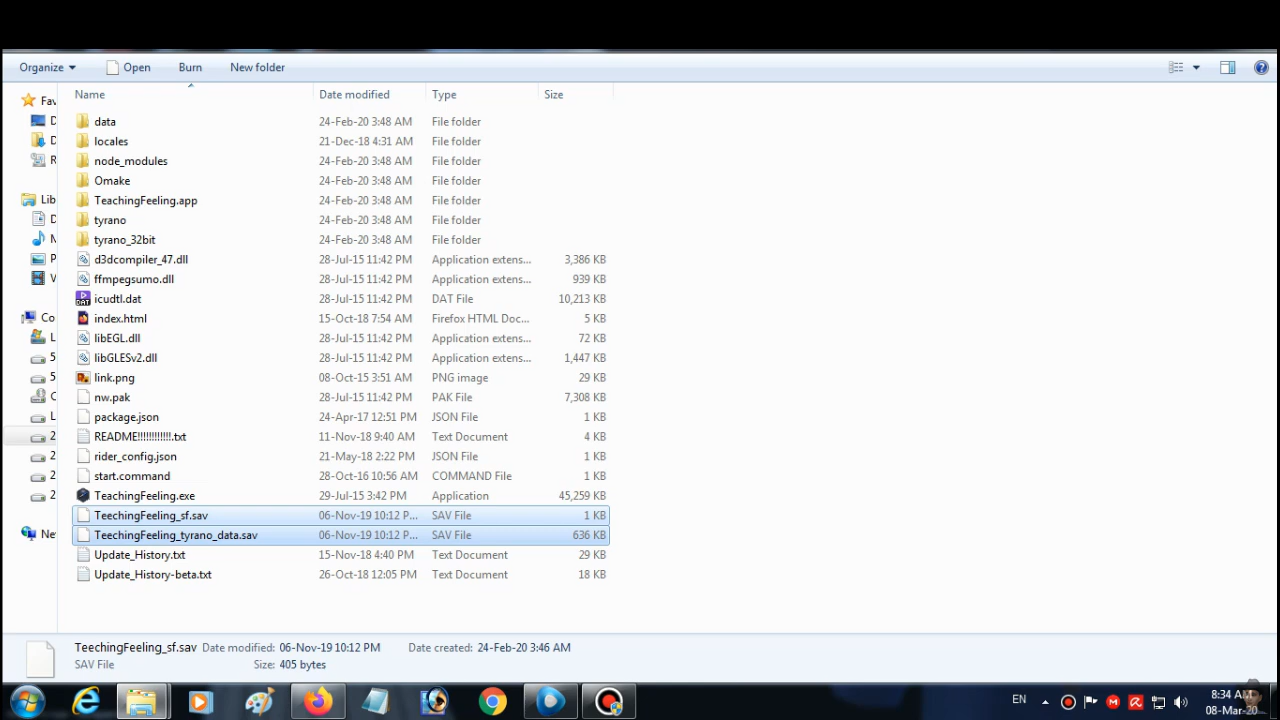 Organize Open Burn New folder
Name Date modified Type Size
Fav
data 24-Feb-20 3:48 AM File folder
D
locales 21-Dec-18 4:31 AM File folder
D
node_modules 24-Feb-20 3:48 AM File folder
R
Omake 24-Feb-20 3:48 AM File folder
Lib
TeachingFeeling.app 24-Feb-20 3:48 AM File folder
D
tyrano 24-Feb-20 3:48 AM File folder
M
tyrano_32bit 24-Feb-20 3:48 AM File folder
P
d3dcompiler_47.dll 28-Jul-15 11:42 PM Application extens... 3,386 KB
V
ffmpegsumo.dll 28-Jul-15 11:42 PM Application extens... 939 KB
icudtl.dat 28-Jul-15 11:42 PM DAT File 10,213 KB
Co
index.html 15-Oct-18 7:54 AM Firefox HTML Doc... 5 KB
L
libEGL.dll 28-Jul-15 11:42 PM Application extens... 72 KB
5
libGLESv2.dll 28-Jul-15 11:42 PM Application extens... 1,447 KB
5
link.png 08-Oct-15 3:51 AM PNG image 29 KB
C
nw.pak 28-Jul-15 11:42 PM PAK File 7,308 KB
L
package.json 24-Apr-17 12:51 PM JSON File 1 KB
2
README!!!!!!!!!!!!.txt 11-Nov-18 9:40 AM Text Document 4 KB
2
rider_config.json 21-May-18 2:22 PM JSON File 1 KB
2
start.command 28-Oct-16 10:56 AM COMMAND File 1 KB
2
TeachingFeeling.exe 29-Jul-15 3:42 PM Application 45,259 KB
TeechingFeeling_sf.sav 06-Nov-19 10:12 P... SAV File 1 KB
Ne
TeechingFeeling_tyrano_data.sav 06-Nov-19 10:12 P... SAV File 636 KB
Update_History.txt 15-Nov-18 4:40 PM Text Document 29 KB
Update_History-beta.txt 26-Oct-18 12:05 PM Text Document 18 KB
TeechingFeeling_sf.sav Date modified: 06-Nov-19 10:12 PM Date created: 24-Feb-20 3:46 AM
SAV File Size: 405 bytes
EN 8:34 AM
08-Mar-20